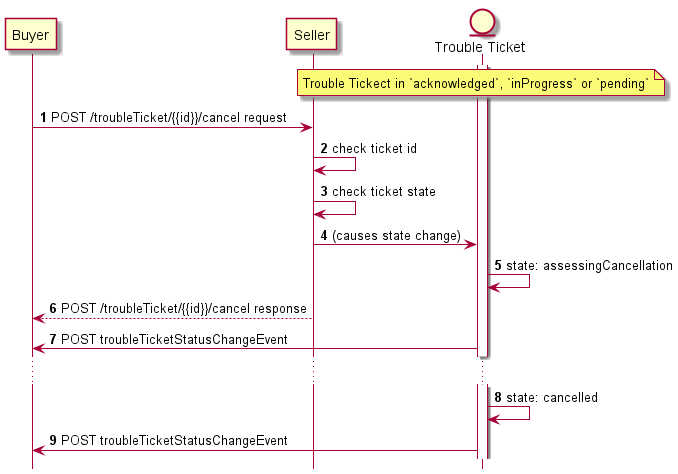 Buyer
Seller
Trouble Ticket
Trouble Tickect in `acknowledged`, `inProgress` or `pending`
1 POST /troubleTicket/{{id}}/cancel request
2 check ticket id
3 check ticket state
4 (causes state change)
5 state: assessingCancellation
6 POST /troubleTicket/{{id}}/cancel response
7 POST troubleTicketStatusChangeEvent
8 state: cancelled
9 POST troubleTicketStatusChangeEvent